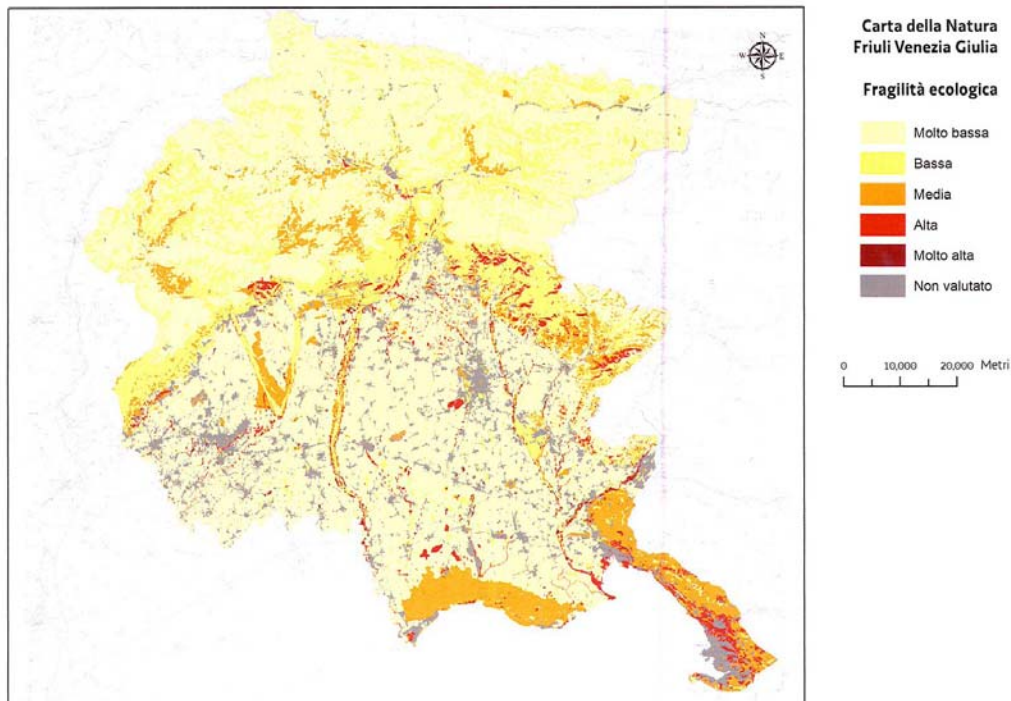 N
W E
S
Carta della Natura
Friuli Venezia Giulia
Fragilità ecologica
Molto bassa
Bassa
Media
Alta
Molto alta
Non valutato
0 10,000 20,000 Metri